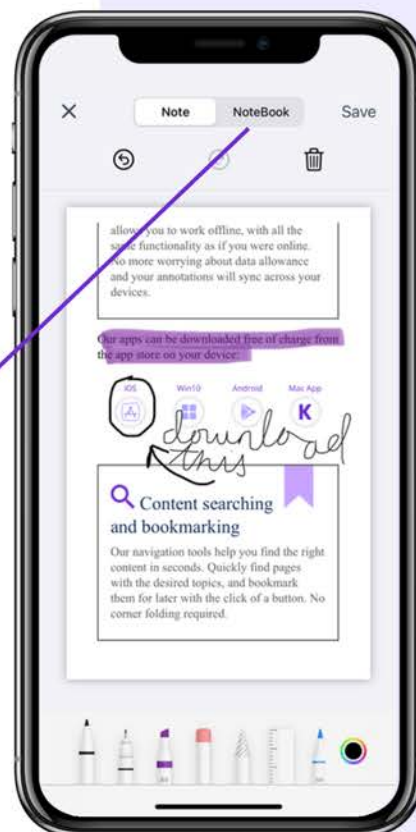 Note
NoteBook
Save
allows you to work offline, with all the
same functionality as if you were online.
No more worrying about data allowance
and your annotations will sync across your
devices.
Our apps can be downloaded free of charge from
the app store on your device:
iOS
Win10
Android
Mac App
K
download
this
Content searching
and bookmarking
Our navigation tools help you find the right
content in seconds. Quickly find pages
with the desired topics, and bookmark
them for later with the click of a button. No
corner folding required.